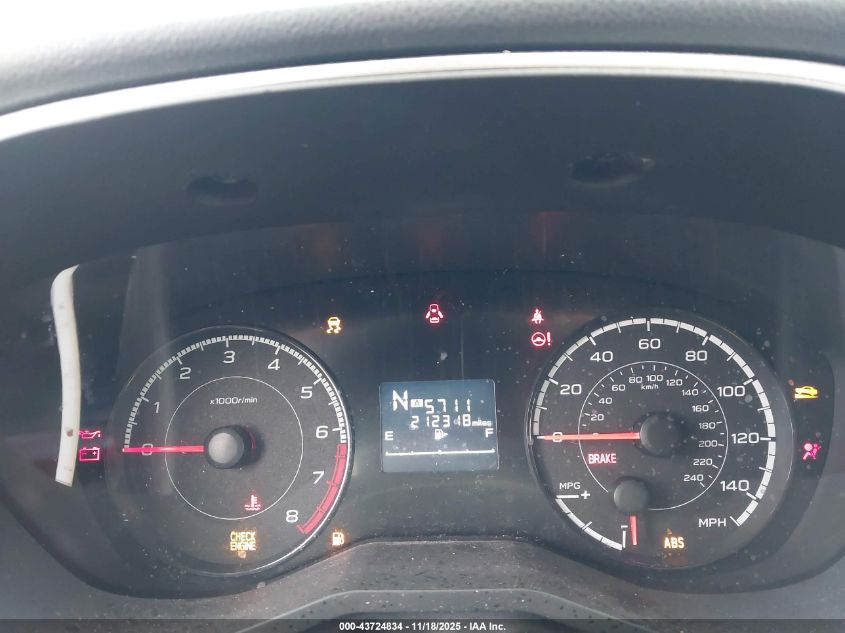 0 1 2 3 4 5 6 7 8
x1000r/min
CHECK
ENGINE
N A 5711
212318 miles
E F
0 20 40 60 80 100 120 140
MPH
20 40 60 80 100 120 140 160 180 200 220 240
km/h
BRAKE
MPG
- +
ABS
000-43724834 - 11/18/2025 - IAA Inc.